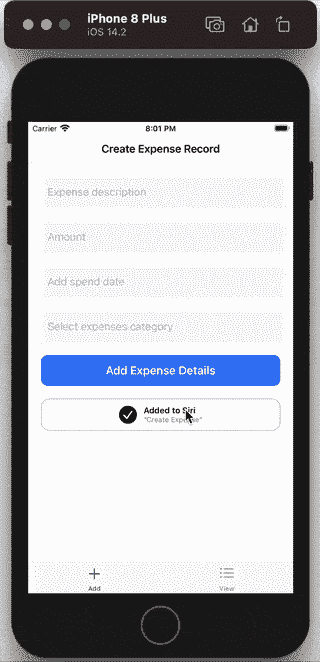 iPhone 8 Plus
iOS 14.2
Carrier 8:01 PM
Create Expense Record
Expense description
Amount
Add spend date
Select expenses category
Add Expense Details
Added to Siri
"Create Expense"
Add View